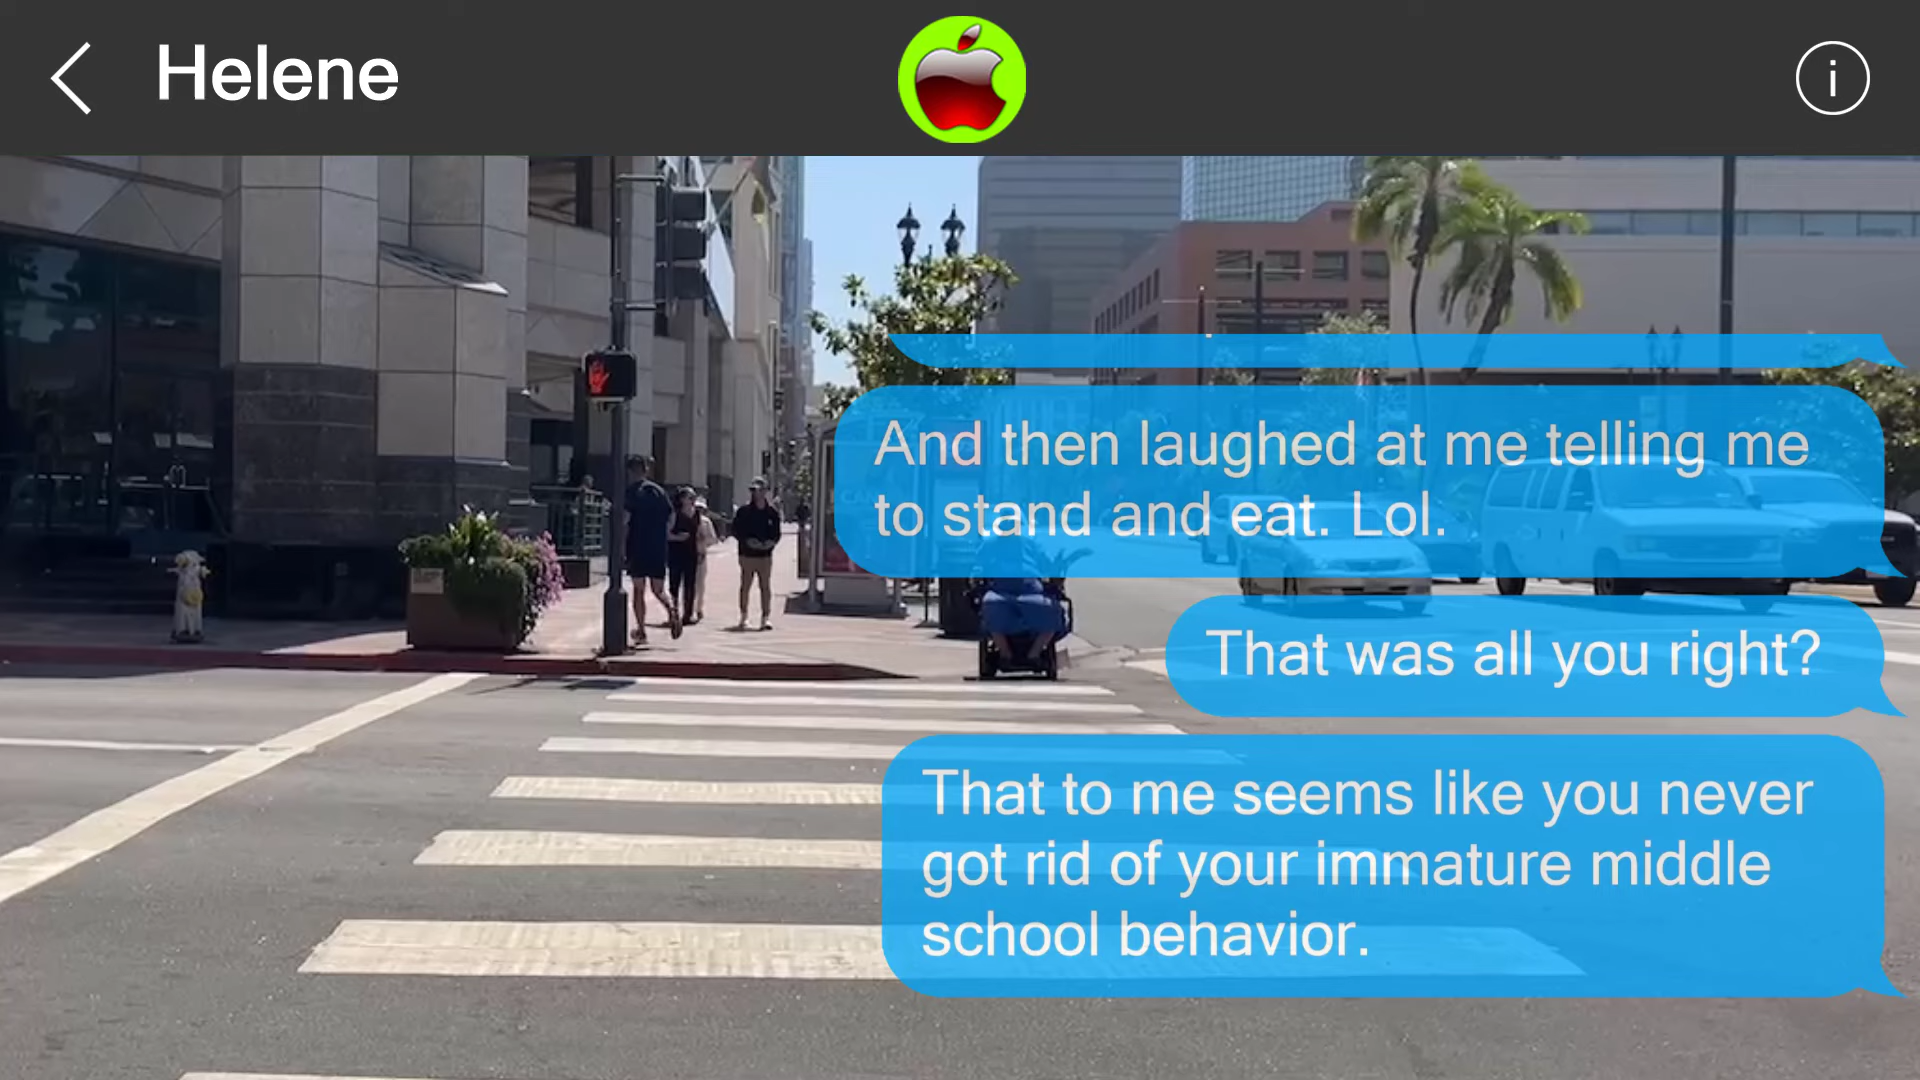 Helene
And then laughed at me telling me
to stand and eat. Lol.
That was all you right?
That to me seems like you never
got rid of your immature middle
school behavior.